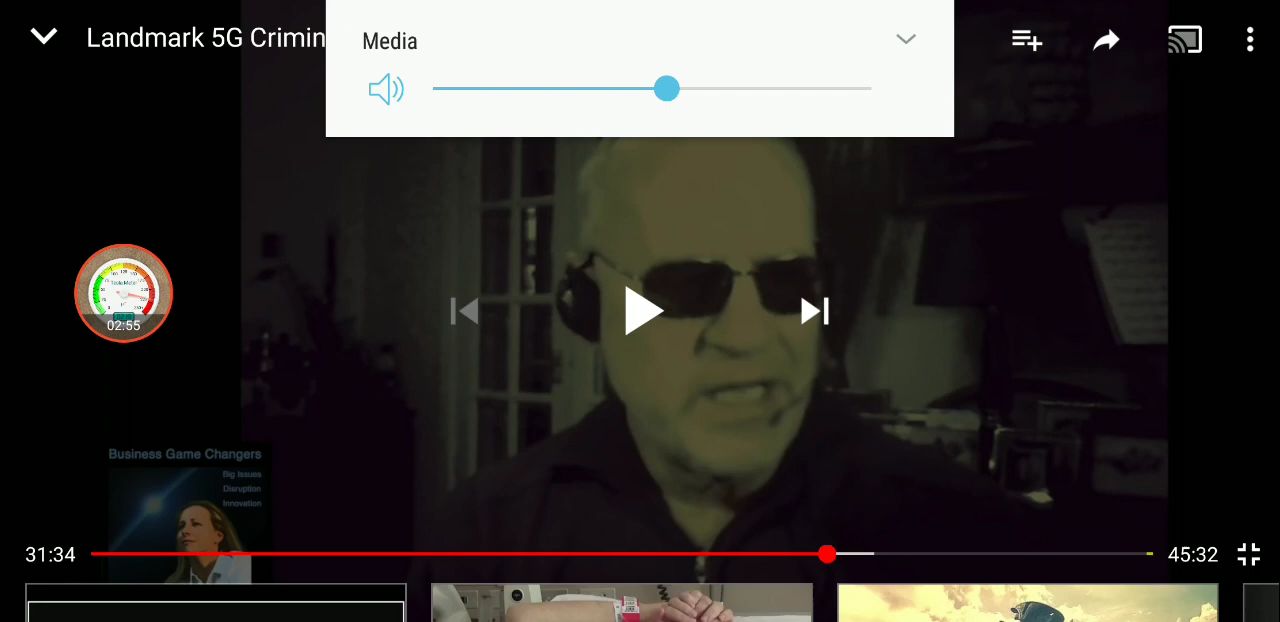 Landmark 5G Crimin
Media
02:55
Business Game Changers
Big Issues
Disruption
Innovation
31:34
45:32